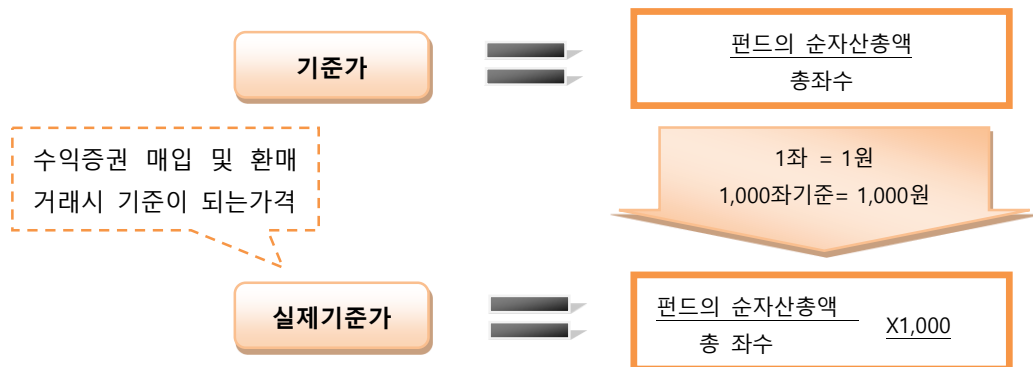 기준가
펀드의 순자산총액
총좌수
수익증권 매입 및 환매
거래시 기준이 되는가격
1좌 = 1원
1,000좌기준= 1,000원
실제기준가
펀드의 순자산총액
총 좌수
X1,000